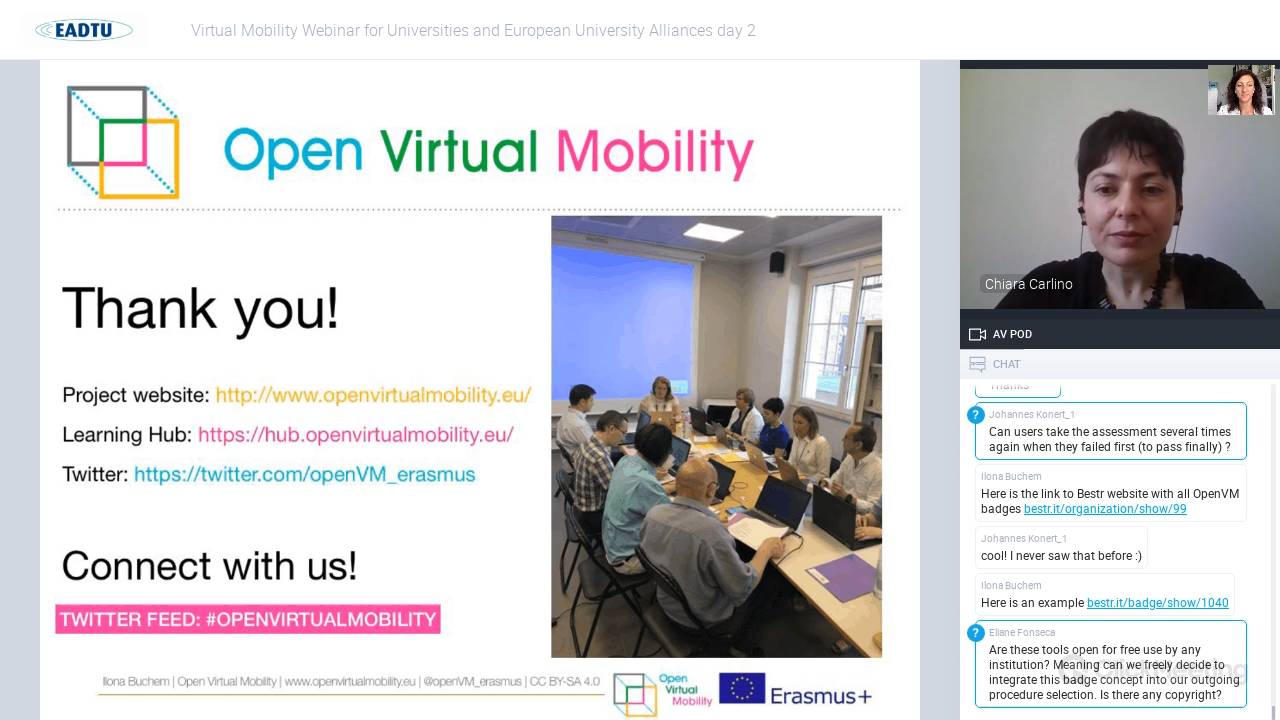 EADTU
Virtual Mobility Webinar for Universities and European University Alliances day 2
Open Virtual Mobility
Thank you!
Project website: http://www.openvirtualmobility.eu/
Learning Hub: https://hub.openvirtualmobility.eu/
Twitter: https://twitter.com/openVM_erasmus
Connect with us!
TWITTER FEED: #OPENVIRTUALMOBILITY
Ilona Buchem | Open Virtual Mobility | www.openvirtualmobility.eu | @openVM_erasmus | CC BY-SA 4.0
Open
Virtual
Mobility
Erasmus+
Chiara Carlino
AV POD
CHAT
Thanks
?
Johannes Konert_1
Can users take the assessment several times
again when they failed first (to pass finally) ?
Ilona Buchem
Here is the link to Bestr website with all OpenVM
badges bestr.it/organization/show/99
Johannes Konert_1
cool! I never saw that before :)
Ilona Buchem
Here is an example bestr.it/badge/show/1040
?
Eliane Fonseca
Are these tools open for free use by any
institution? Meaning can we freely decide to
integrate this badge concept into our outgoing
procedure selection. Is there any copyright?